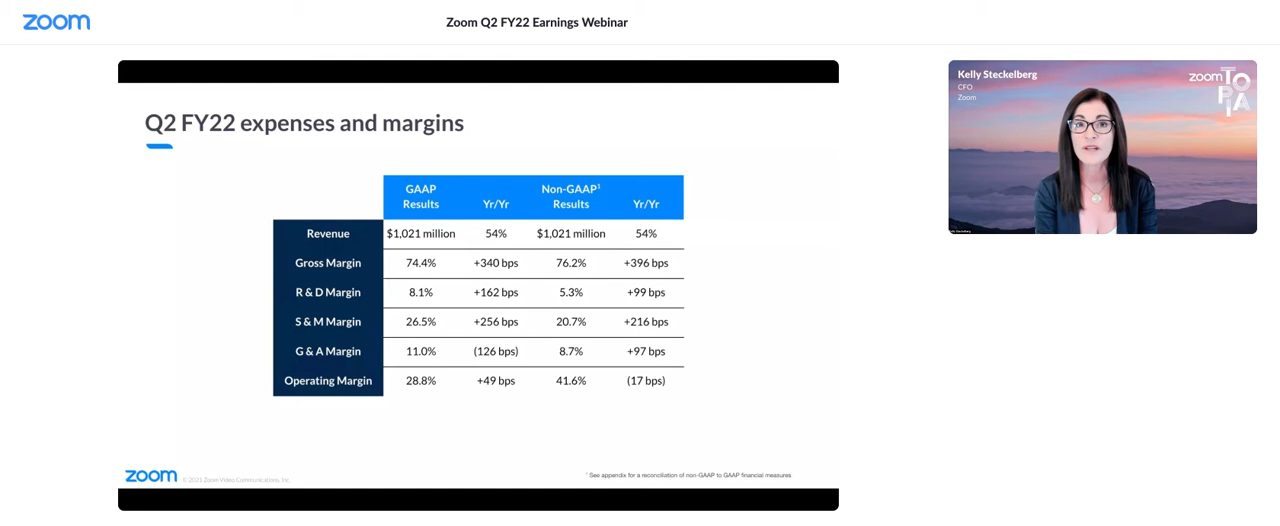 zoom
Zoom Q2 FY22 Earnings Webinar
Q2 FY22 expenses and margins
GAAP Results Yr/Yr Non-GAAP¹ Results Yr/Yr
Revenue $1,021 million 54% $1,021 million 54%
Gross Margin 74.4% +340 bps 76.2% +396 bps
R & D Margin 8.1% +162 bps 5.3% +99 bps
S & M Margin 26.5% +256 bps 20.7% +216 bps
G & A Margin 11.0% (126 bps) 8.7% +97 bps
Operating Margin 28.8% +49 bps 41.6% (17 bps)
zoom © 2021 Zoom Video Communications, Inc.
¹ See appendix for a reconciliation of non-GAAP to GAAP financial measures
Kelly Steckelberg
CFO
Zoom
zoomTOPIA
Kelly Steckelberg